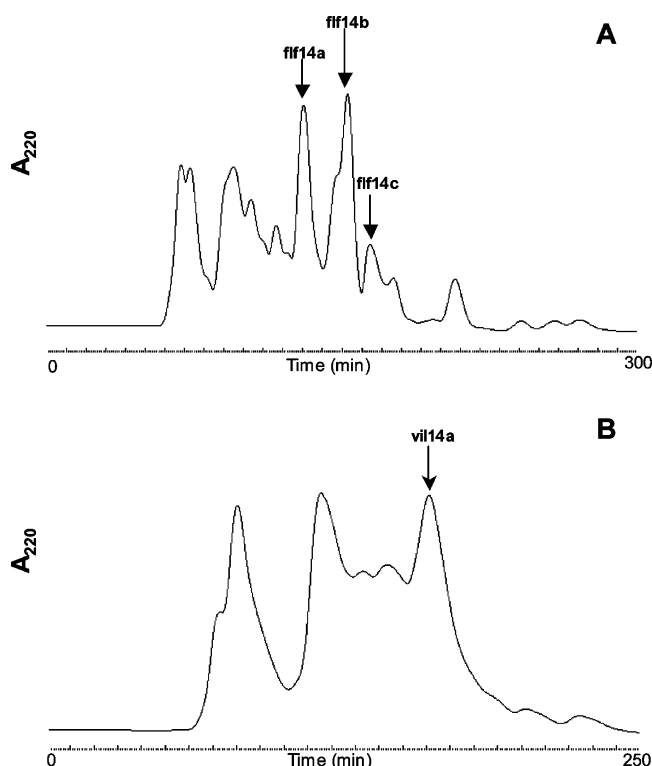 A
flf14b
flf14a
flf14c
A220
0 Time (min) 300
B
vil14a
A220
0 Time (min) 250